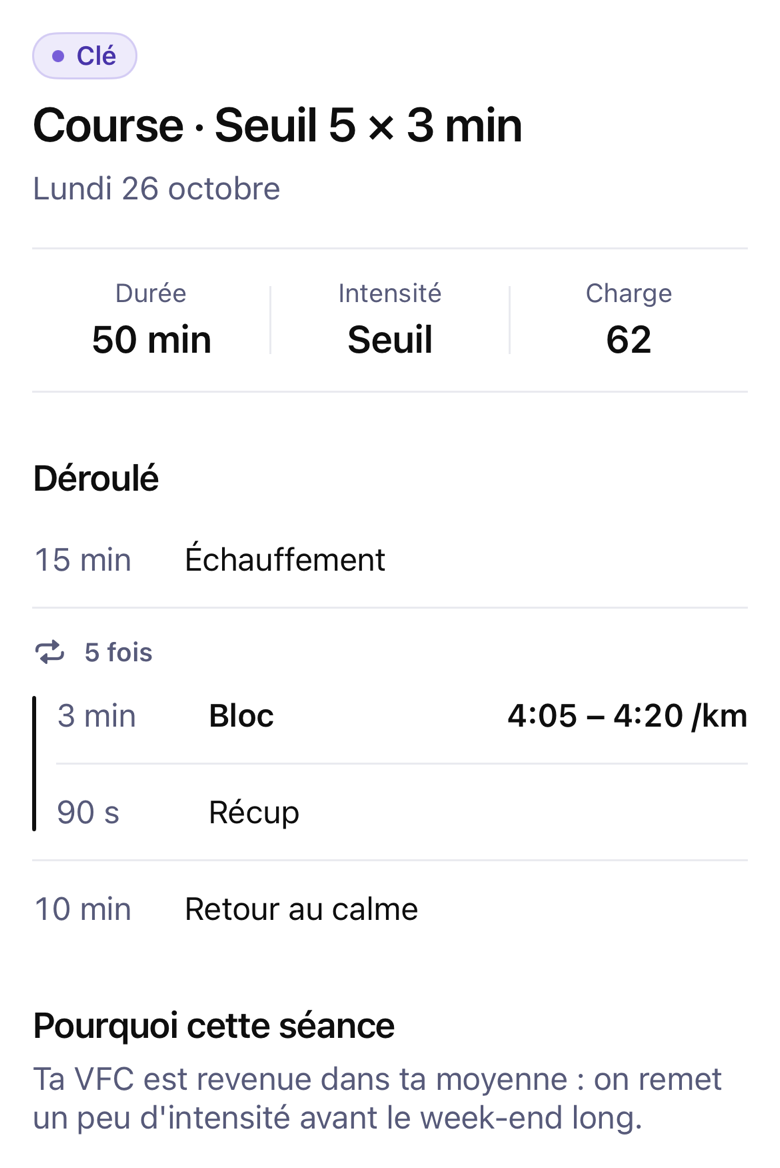 Clé
Course · Seuil 5 × 3 min
Lundi 26 octobre
Durée
50 min
Intensité
Seuil
Charge
62
Déroulé
15 min Échauffement
5 fois
3 min Bloc 4:05 – 4:20 /km
90 s Récup
10 min Retour au calme
Pourquoi cette séance
Ta VFC est revenue dans ta moyenne : on remet
un peu d'intensité avant le week-end long.